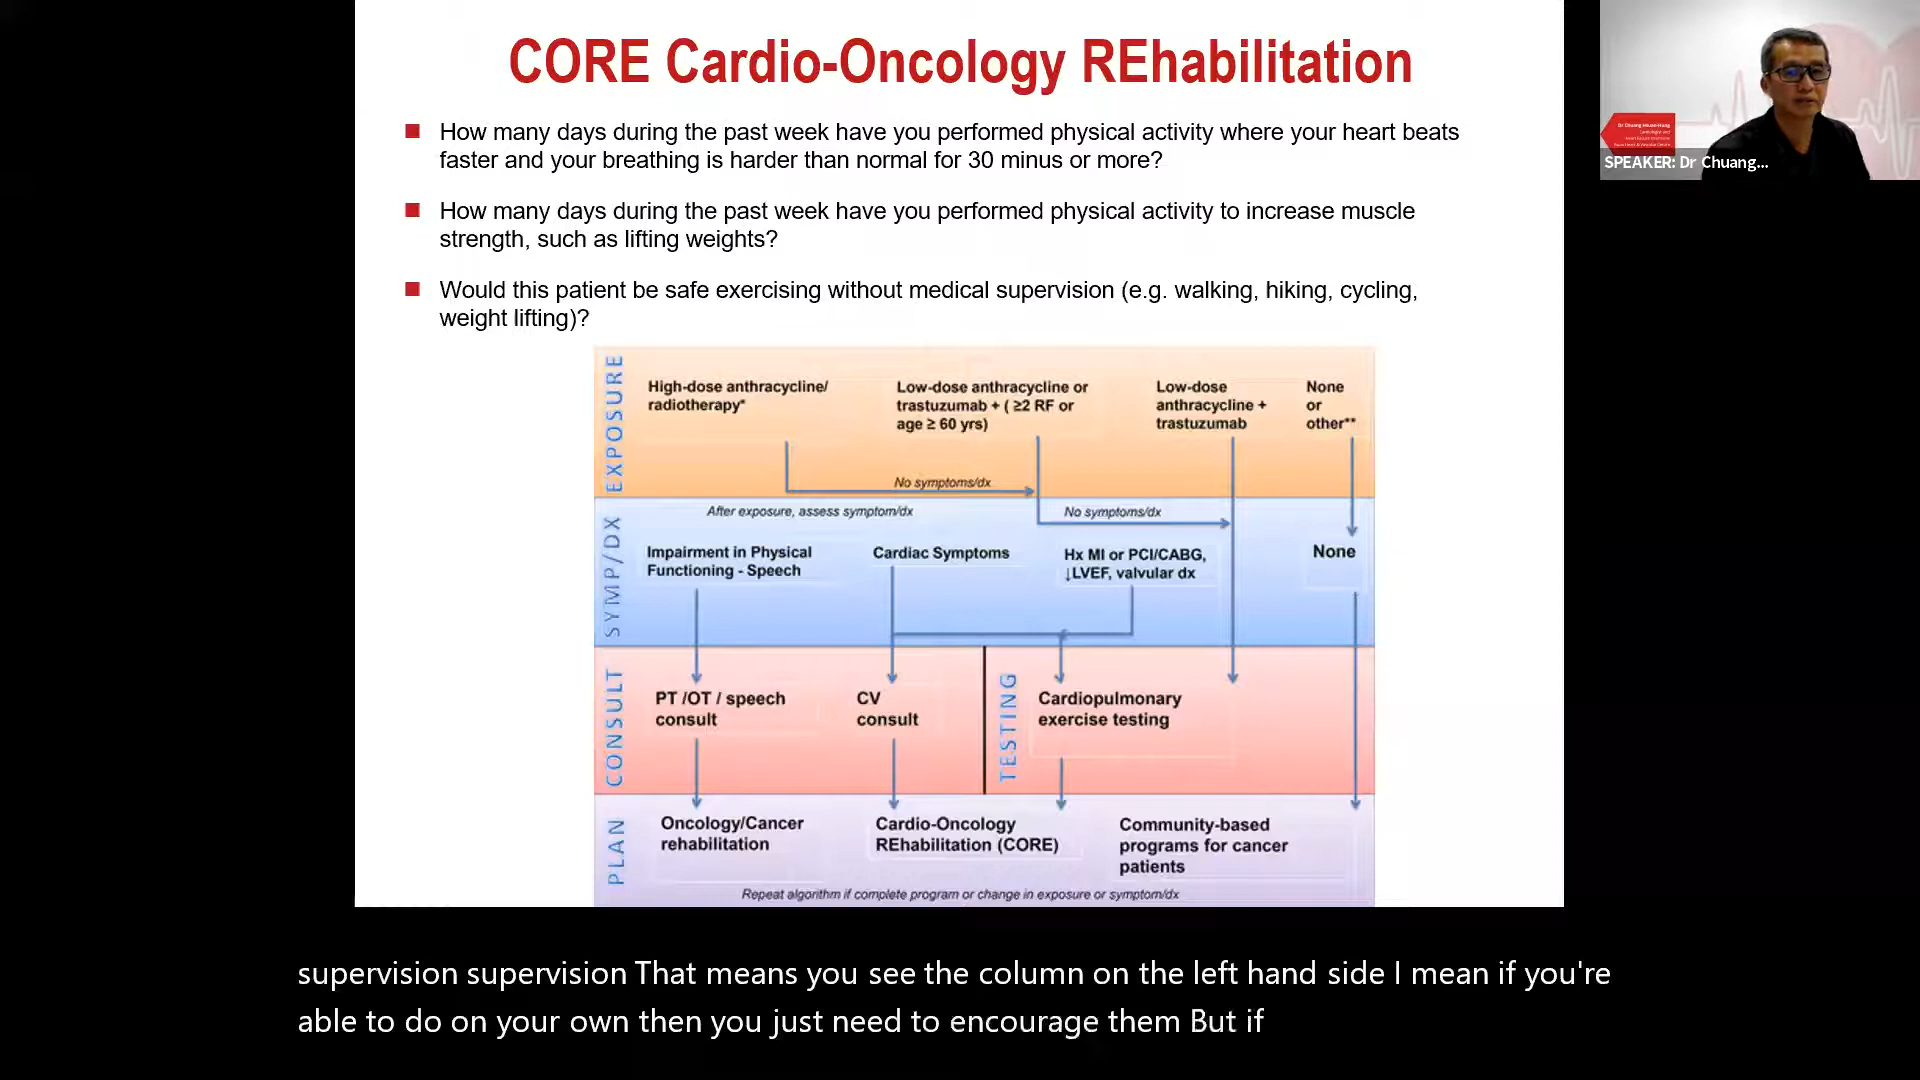 CORE Cardio-Oncology REhabilitation
How many days during the past week have you performed physical activity where your heart beats
faster and your breathing is harder than normal for 30 minus or more?
How many days during the past week have you performed physical activity to increase muscle
strength, such as lifting weights?
Would this patient be safe exercising without medical supervision (e.g. walking, hiking, cycling,
weight lifting)?
EXPOSURE
High-dose anthracycline/
radiotherapy*
Low-dose anthracycline or
trastuzumab + ( ≥2 RF or
age ≥ 60 yrs)
Low-dose
anthracycline +
trastuzumab
None
or
other**
No symptoms/dx
SYMP/DX
After exposure, assess symptom/dx
No symptoms/dx
Impairment in Physical
Functioning - Speech
Cardiac Symptoms
Hx MI or PCI/CABG,
↓LVEF, valvular dx
None
CONSULT
PT /OT / speech
consult
CV
consult
TESTING
Cardiopulmonary
exercise testing
PLAN
Oncology/Cancer
rehabilitation
Cardio-Oncology
REhabilitation (CORE)
Community-based
programs for cancer
patients
Repeat algorithm if complete program or change in exposure or symptom/dx
SPEAKER: Dr Chuang...
supervision supervision That means you see the column on the left hand side I mean if you're
able to do on your own then you just need to encourage them But if